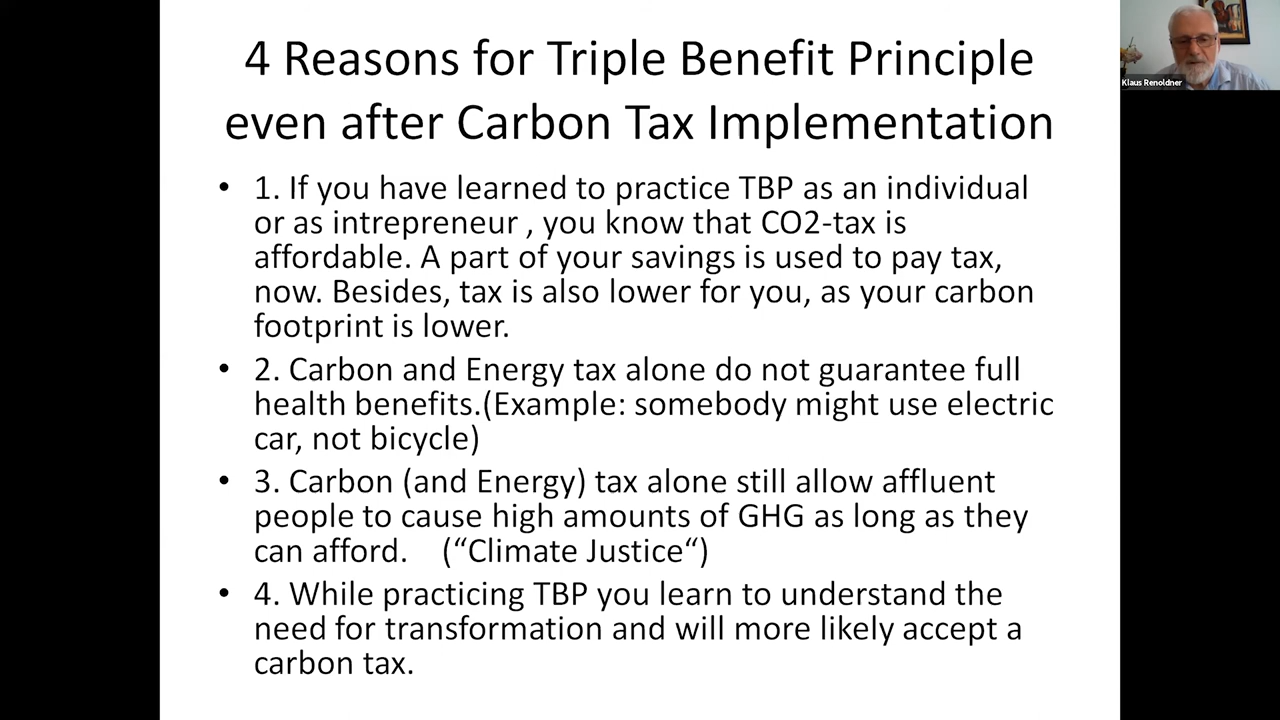 4 Reasons for Triple Benefit Principle
even after Carbon Tax Implementation
• 1. If you have learned to practice TBP as an individual
or as intrepreneur , you know that CO2-tax is
affordable. A part of your savings is used to pay tax,
now. Besides, tax is also lower for you, as your carbon
footprint is lower.
• 2. Carbon and Energy tax alone do not guarantee full
health benefits.(Example: somebody might use electric
car, not bicycle)
• 3. Carbon (and Energy) tax alone still allow affluent
people to cause high amounts of GHG as long as they
can afford. (“Climate Justice“)
• 4. While practicing TBP you learn to understand the
need for transformation and will more likely accept a
carbon tax.
Klaus Renoldner